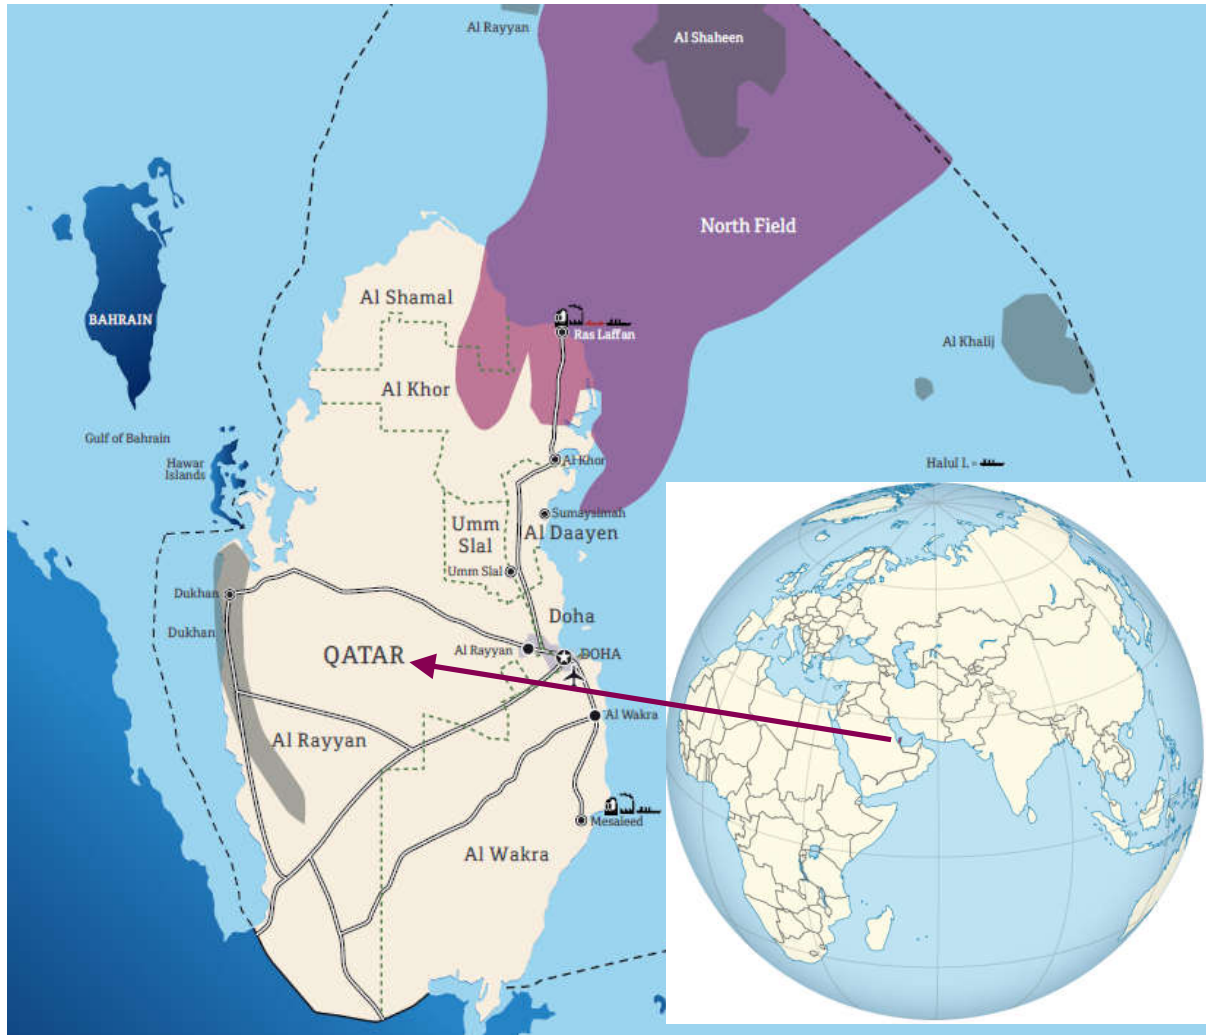 Al Rayyan
Al Shaheen
North Field
Al Shamal
BAHRAIN
Ras Laffan
Al Khalij
Al Khor
Gulf of Bahrain
Hawar
Islands
Al Khor
Halul I.
Sumaysimah
Umm
Slal
Al Daayen
Umm Slal
Dukhan
Doha
Dukhan
QATAR
Al Rayyan
DOHA
Al Wakra
Al Rayyan
Mesaieed
Al Wakra